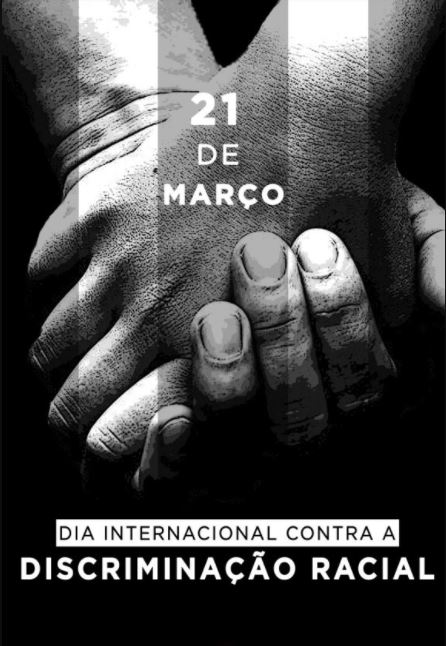 21
DE
MARÇO
DIA INTERNACIONAL CONTRA A
DISCRIMINAÇÃO RACIAL